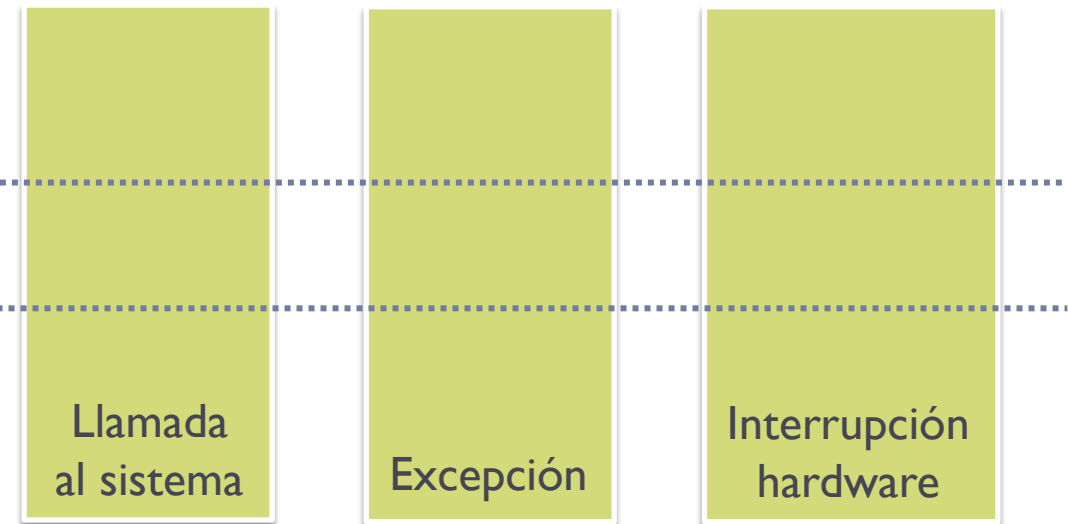 Llamada
al sistema
Excepción
Interrupción
hardware